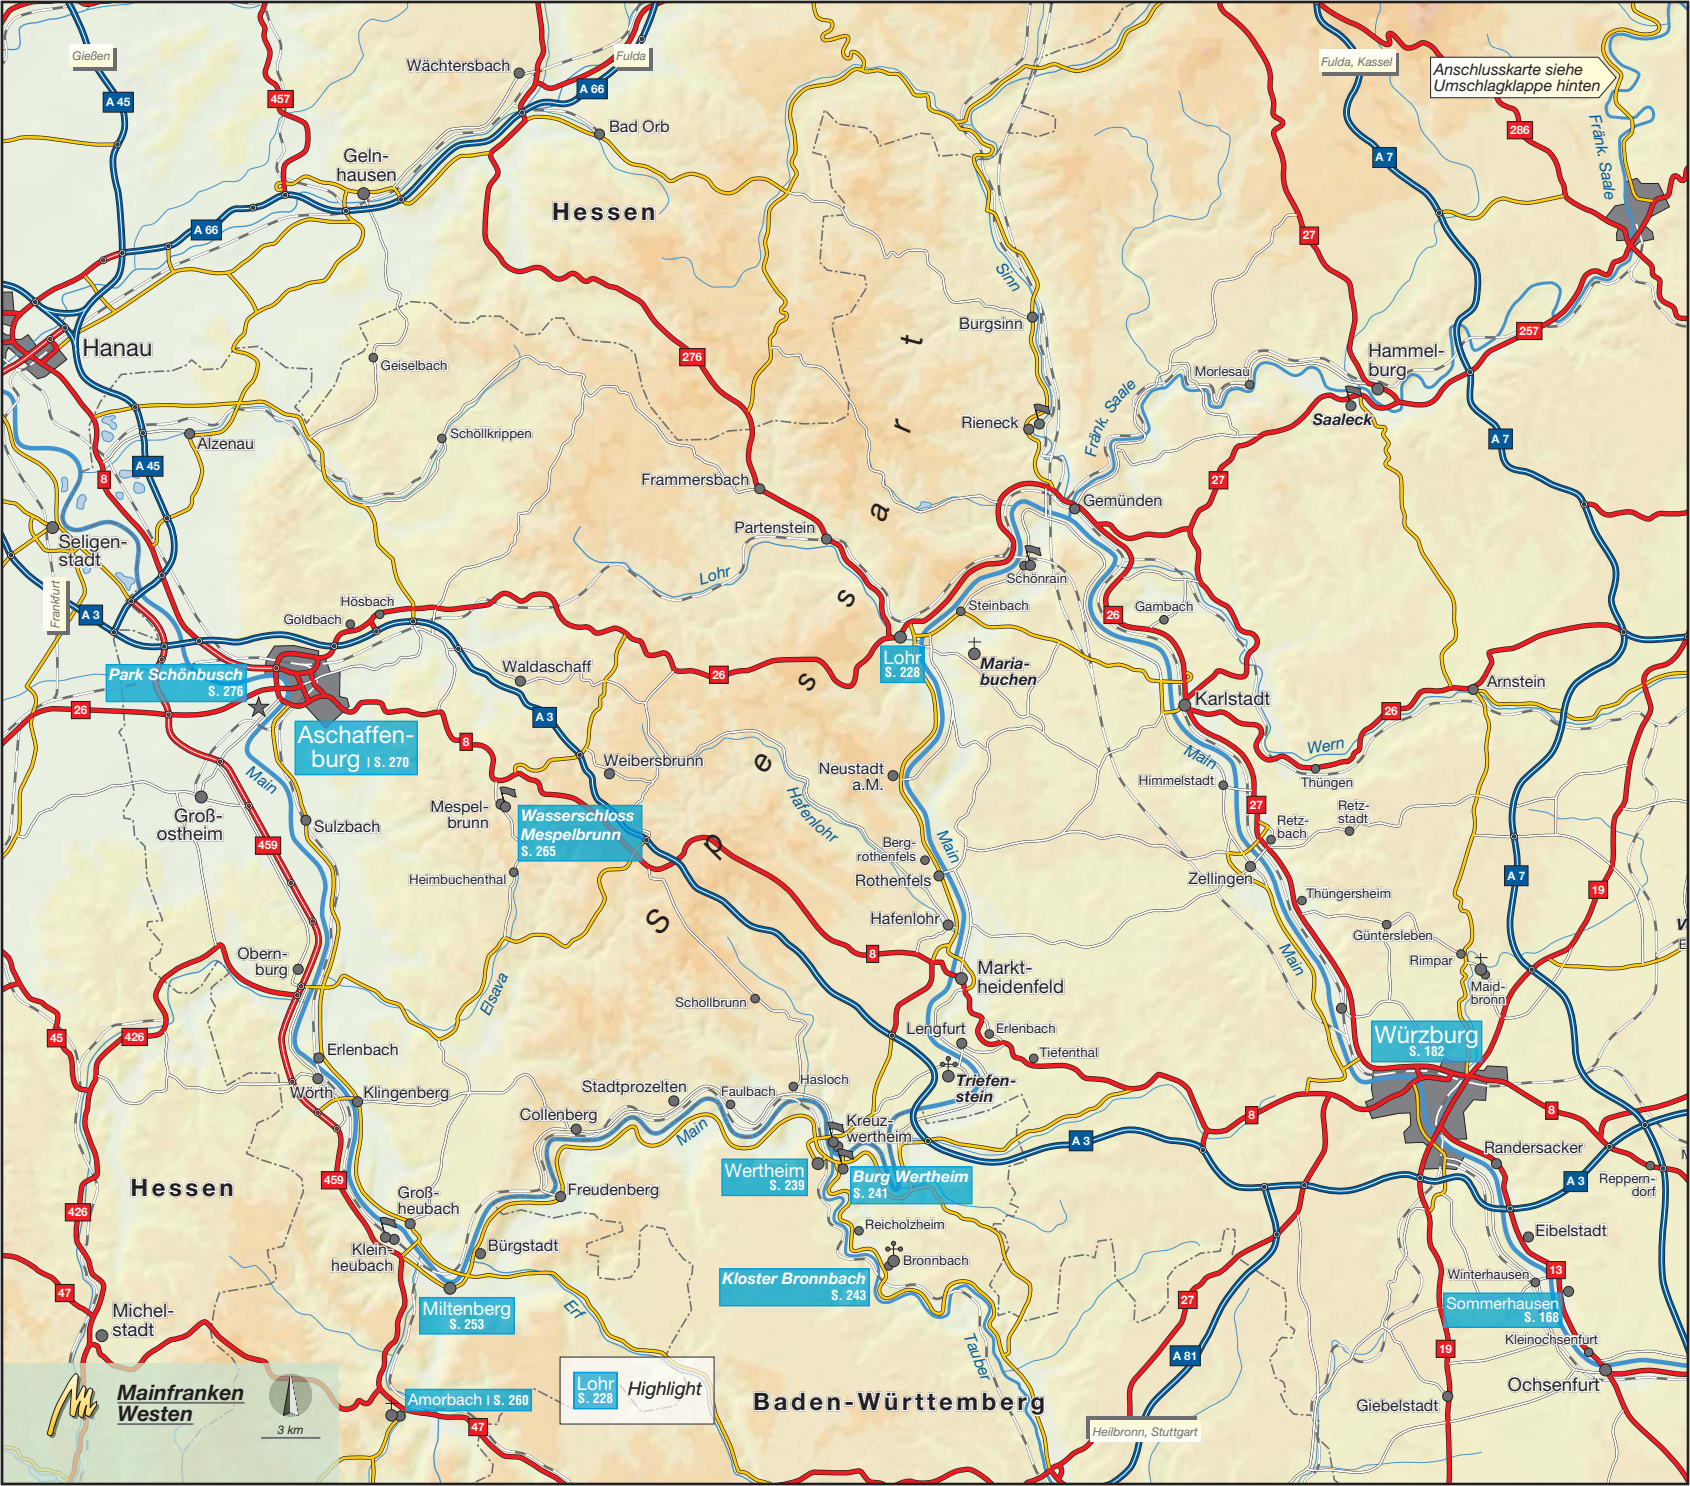 Gießen
Fulda
Fulda, Kassel
Anschlusskarte siehe
Umschlagklappe hinten
Wächtersbach
A 66
A 45
457
286
Bad Orb
A 7
Fränk. Saale
Geln-
hausen
Hessen
A 66
27
Sinn
Burgsinn
257
Hanau
276
Geiselbach
Hammel-
burg
Morlesau
Fränk. Saale
Rieneck
Saaleck
Schöllkrippen
Alzenau
A 7
A 45
8
27
Frammersbach
Gemünden
Partenstein
Seligen-
stadt
Lohr
Schönrain
Frankfurt
A 3
Hösbach
Goldbach
Steinbach
Gambach
26
Spessart
Waldaschaff
Park Schönbusch
S. 276
26
Lohr
S. 228
Maria-
buchen
Arnstein
Karlstadt
26
26
A 3
Aschaffen-
burg I S. 270
8
Wern
Main
Main
Weibersbrunn
Neustadt
a.M.
Himmelstadt
Thüngen
Hafenlohr
Groß-
ostheim
Sulzbach
Mespel-
brunn
Wasserschloss
Mespelbrunn
S. 265
27
Retz-
stadt
Retz-
bach
459
Main
Berg-
rothenfels
Rothenfels
Heimbuchenthal
Zellingen
A 7
19
Thüngersheim
Hafenlohr
Güntersleben
Obern-
burg
8
Main
Rimpar
Markt-
heidenfeld
Maid-
bronn
Elsava
Schollbrunn
45
426
Lengfurt
Erlenbach
Würzburg
S. 182
Erlenbach
Tiefenthal
Wörth
Klingenberg
Stadtprozelten
Faulbach
Hasloch
Triefen-
stein
Collenberg
8
8
Main
Kreuz-
wertheim
A 3
Randersacker
Wertheim
S. 239
Burg Wertheim
S. 241
A 3
Reppern-
dorf
Hessen
459
Freudenberg
426
Groß-
heubach
Reicholzheim
Eibelstadt
Klein-
heubach
Bürgstadt
Bronnbach
Kloster Bronnbach
S. 243
Winterhausen
13
47
Michel-
stadt
Miltenberg
S. 253
Erf
27
Sommerhausen
S. 168
Kleinochsenfurt
Tauber
A 81
19
Ochsenfurt
Mainfranken
Westen
3 km
Amorbach I S. 260
47
Lohr
S. 228
Highlight
Baden-Württemberg
Heilbronn, Stuttgart
Giebelstadt